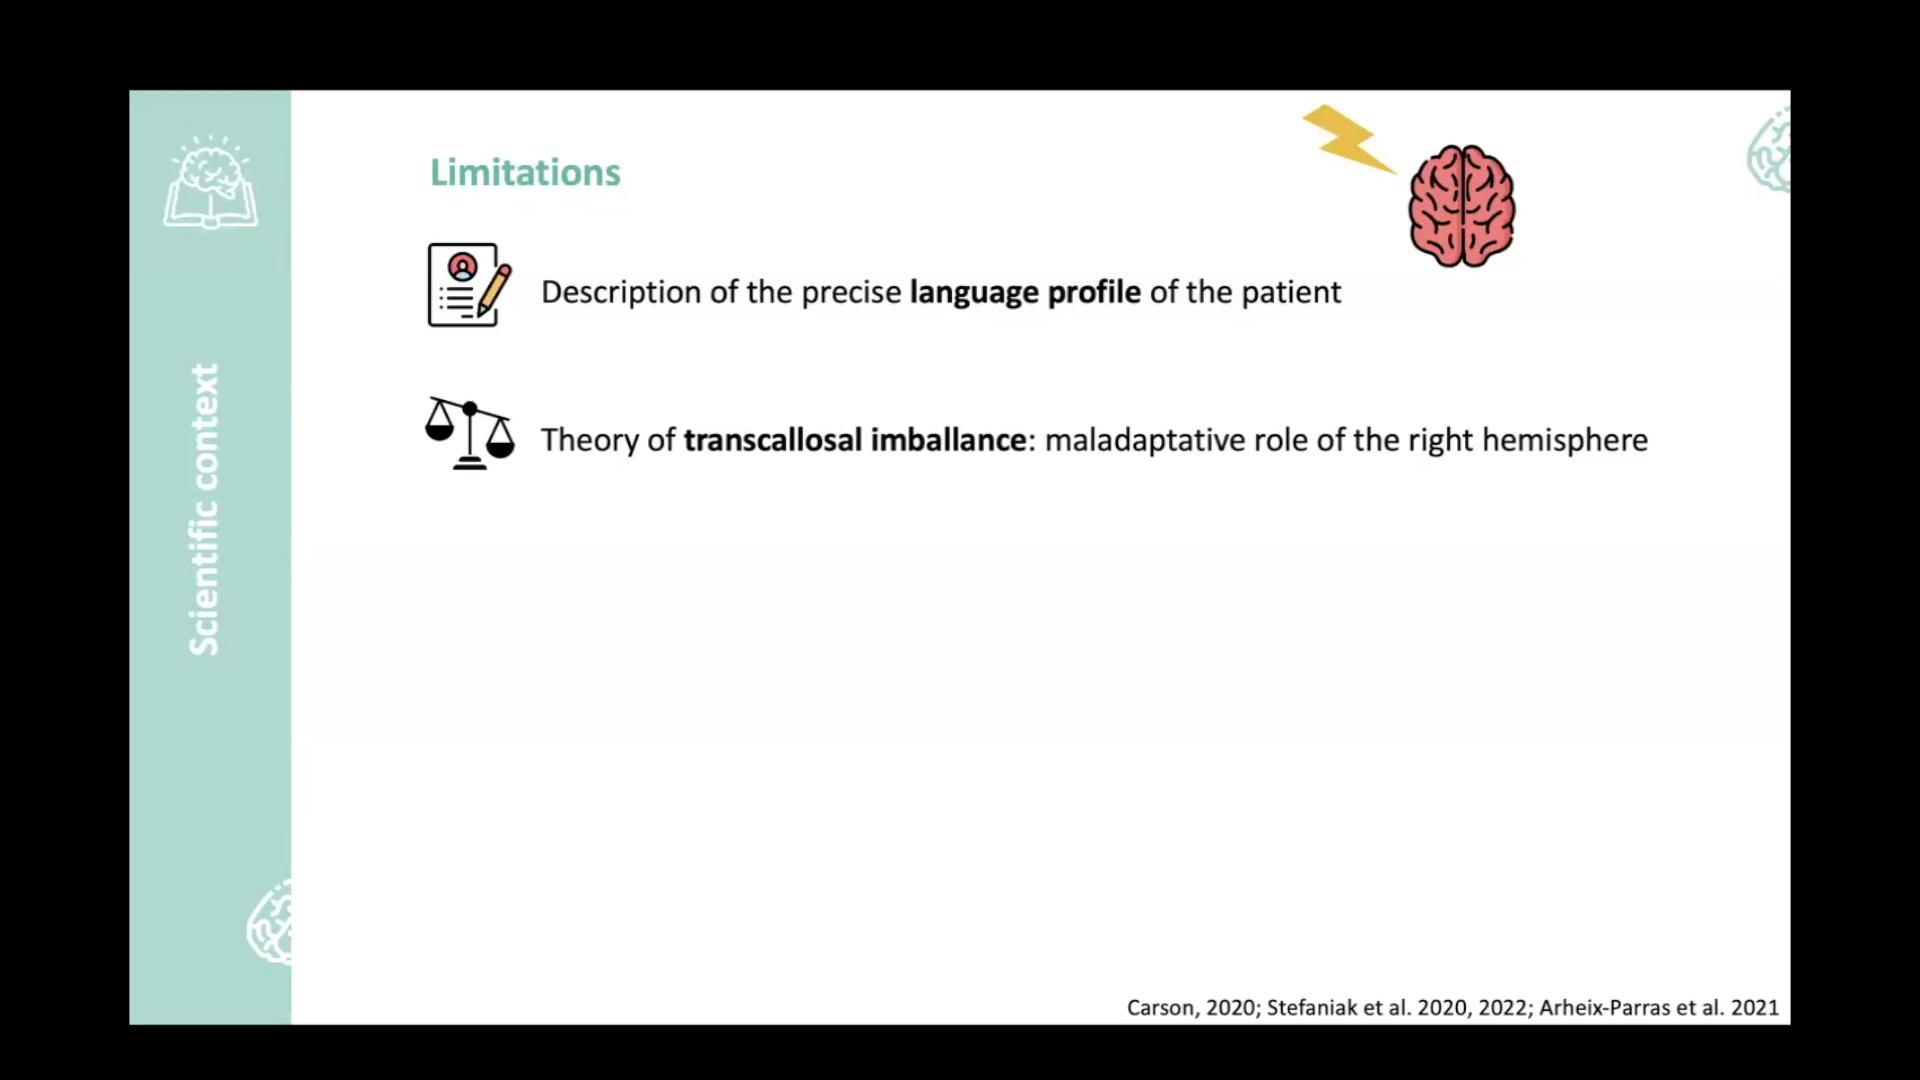 Limitations
Description of the precise language profile of the patient
Theory of transcallosal imballance: maladaptative role of the right hemisphere
Scientific context
Carson, 2020; Stefaniak et al. 2020, 2022; Arheix-Parras et al. 2021